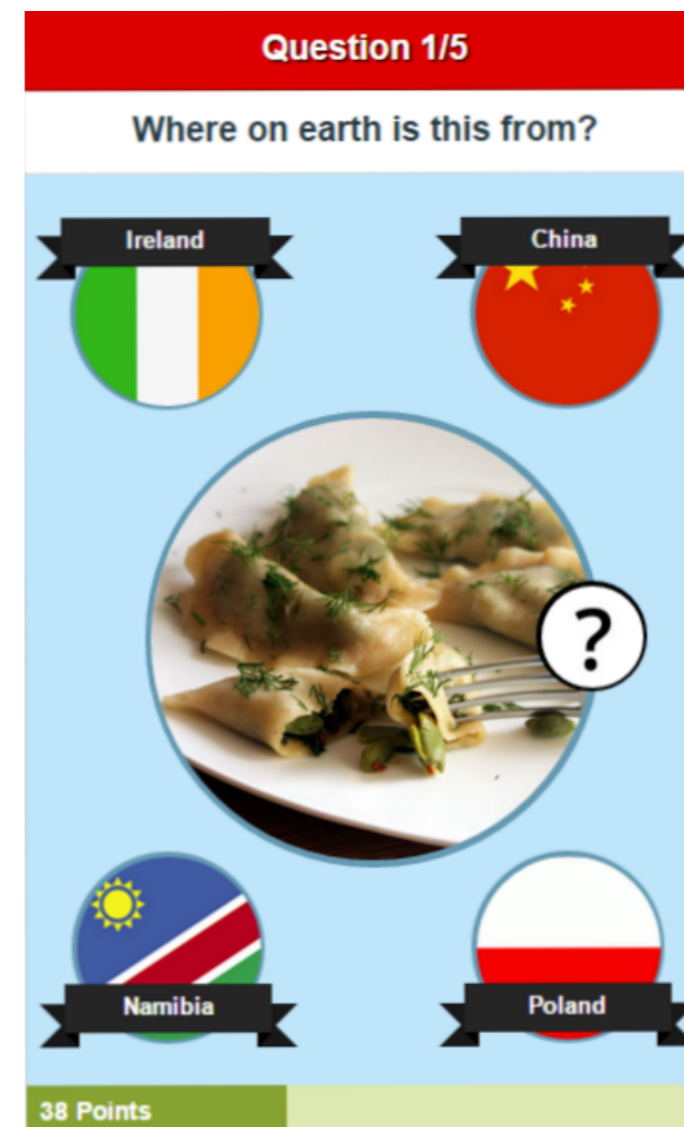 Question 1/5
Where on earth is this from?
Ireland
China
?
Namibia
Poland
38 Points